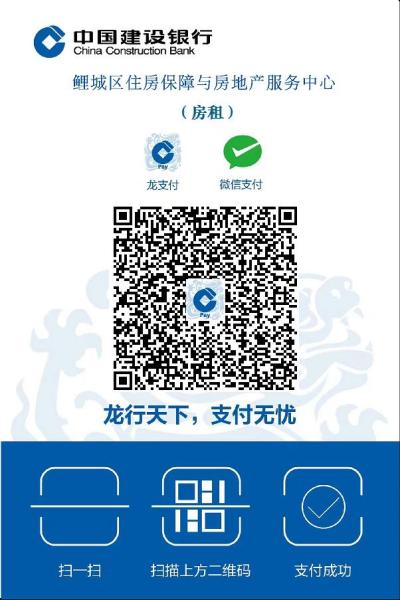 中国建设银行
China Construction Bank
鲤城区住房保障与房地产服务中心
（房租）
Pay
龙支付
微信支付
Pay
龙行天下，支付无忧
扫一扫
扫描上方二维码
支付成功